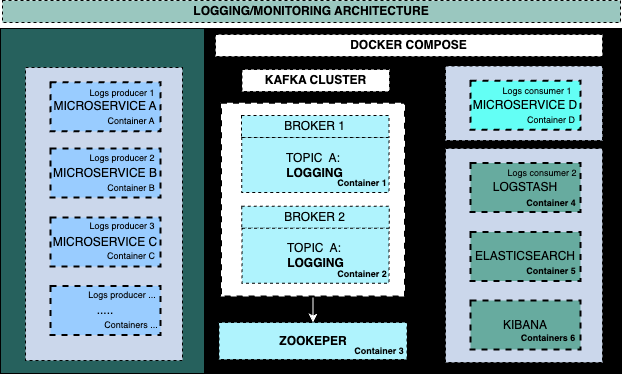 LOGGING/MONITORING ARCHITECTURE
DOCKER COMPOSE
Logs producer 1
MICROSERVICE A
Container A
Logs producer 2
MICROSERVICE B
Container B
Logs producer 3
MICROSERVICE C
Container C
Logs producer ...
.....
Containers ...
KAFKA CLUSTER
BROKER 1
TOPIC A:
LOGGING
Container 1
BROKER 2
TOPIC A:
LOGGING
Container 2
ZOOKEPER
Container 3
Logs consumer 1
MICROSERVICE D
Container D
Logs consumer 2
LOGSTASH
Container 4
ELASTICSEARCH
Container 5
KIBANA
Containers 6